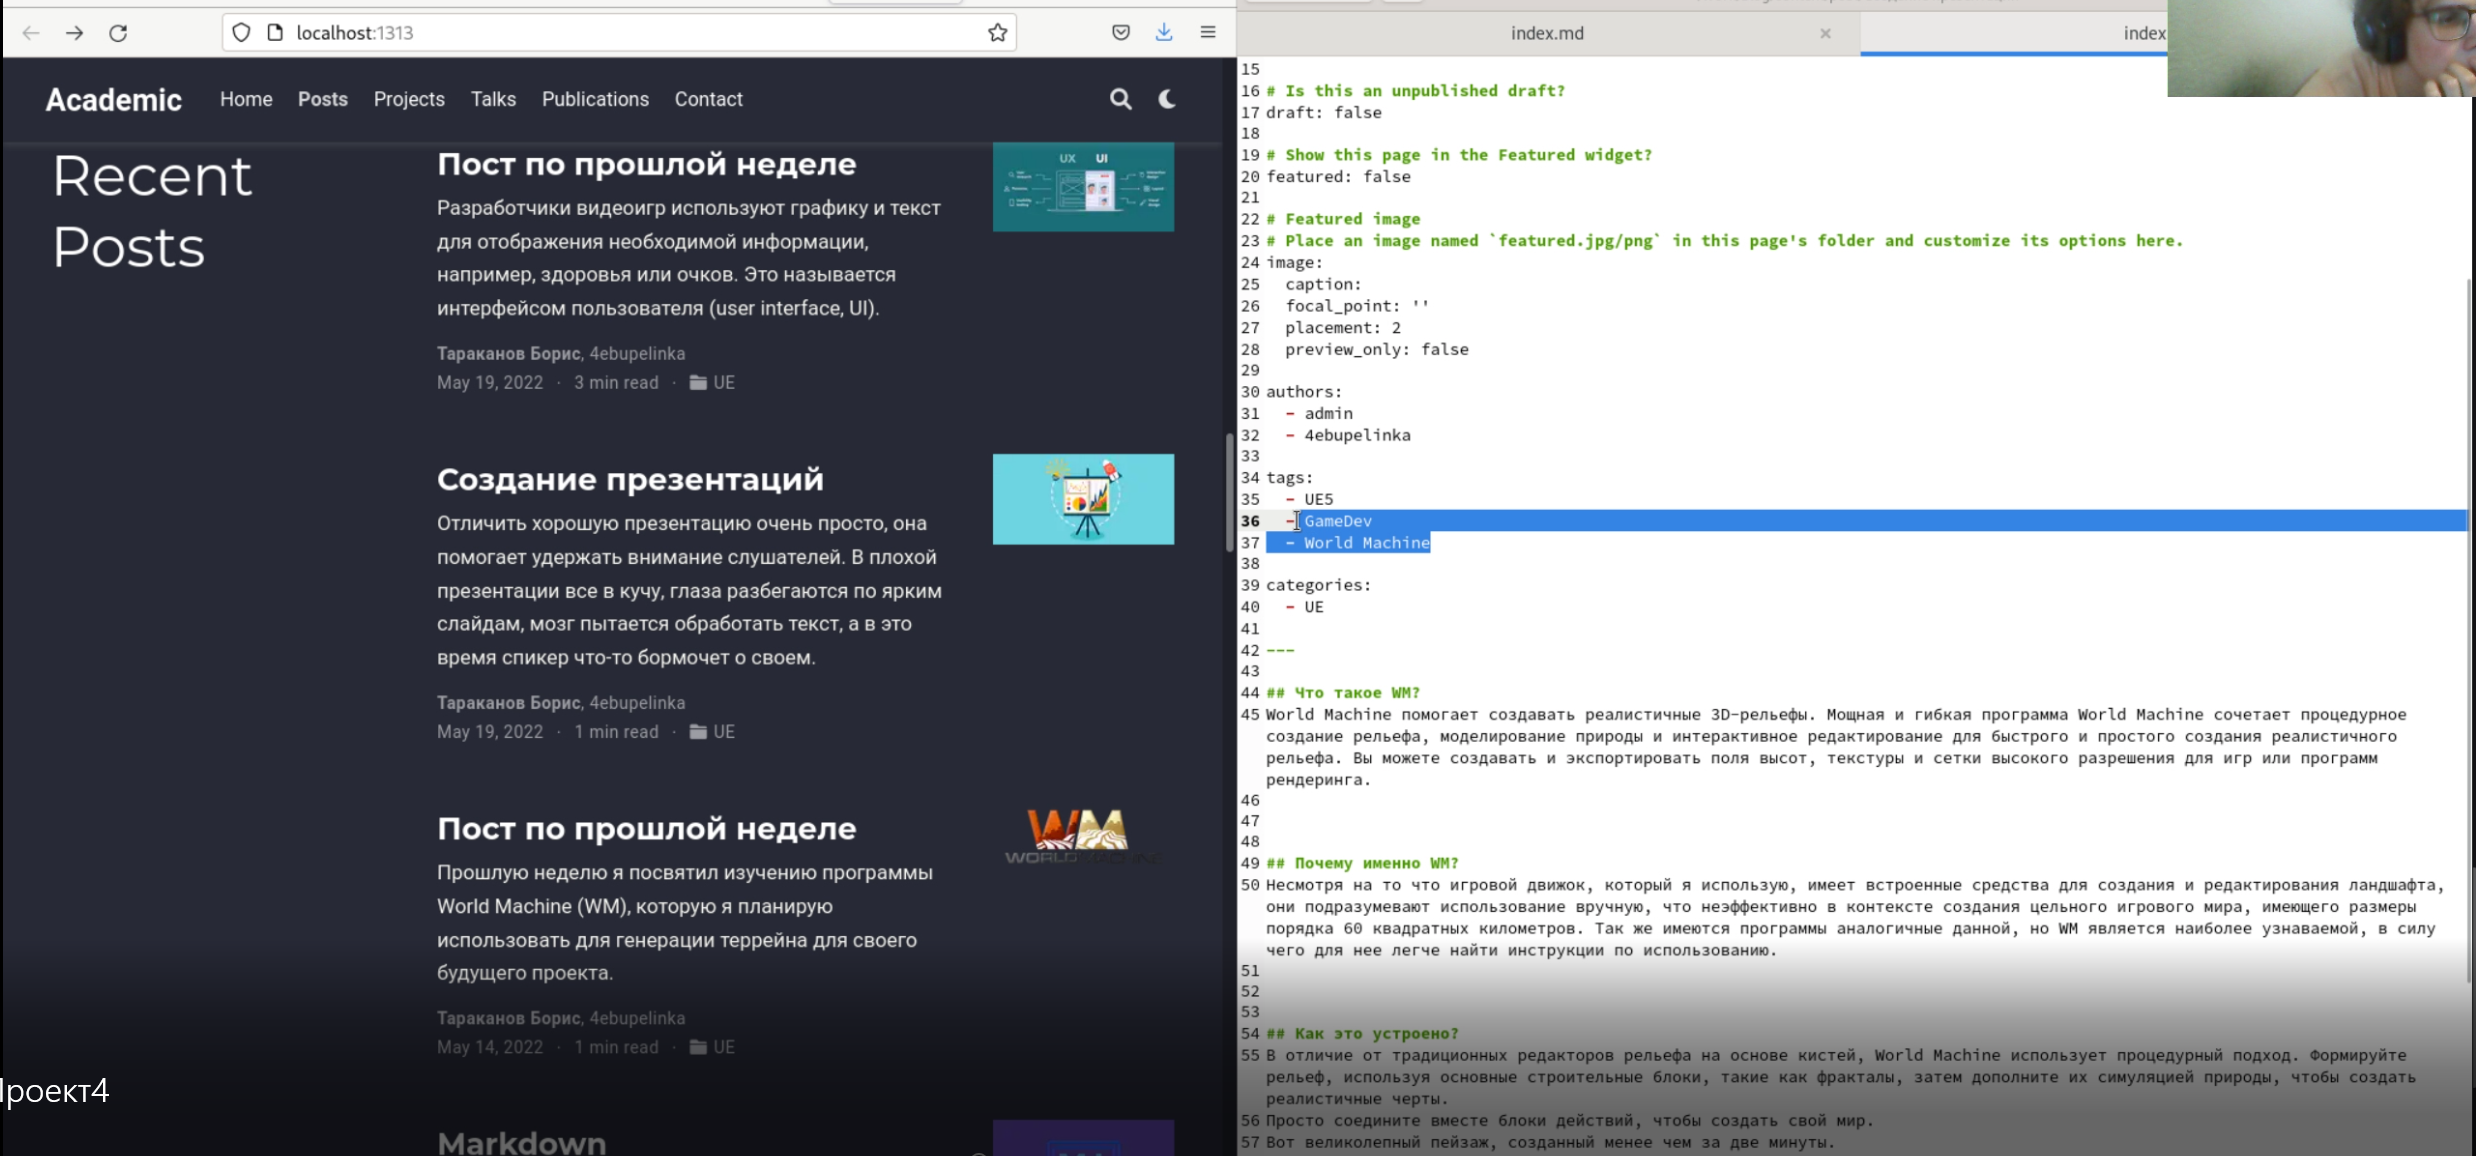 localhost:1313
Academic
Home
Posts
Projects
Talks
Publications
Contact
Recent
Posts
Пост по прошлой неделе
UX UI
Разработчики видеоигр используют графику и текст
для отображения необходимой информации,
например, здоровья или очков. Это называется
интерфейсом пользователя (user interface, UI).
Тараканов Борис, 4ebupelinka
May 19, 2022 · 3 min read · UE
Создание презентаций
Отличить хорошую презентацию очень просто, она
помогает удержать внимание слушателей. В плохой
презентации все в кучу, глаза разбегаются по ярким
слайдам, мозг пытается обработать текст, а в это
время спикер что-то бормочет о своем.
Тараканов Борис, 4ebupelinka
May 19, 2022 · 1 min read · UE
Пост по прошлой неделе
WM
WORLD MACHINE
Прошлую неделю я посвятил изучению программы
World Machine (WM), которую я планирую
использовать для генерации террейна для своего
будущего проекта.
Тараканов Борис, 4ebupelinka
May 14, 2022 · 1 min read · UE
Markdown
index.md
index
15
16 # Is this an unpublished draft?
17 draft: false
18
19 # Show this page in the Featured widget?
20 featured: false
21
22 # Featured image
23 # Place an image named `featured.jpg/png` in this page's folder and customize its options here.
24 image:
25   caption:
26   focal_point: ''
27   placement: 2
28   preview_only: false
29
30 authors:
31   - admin
32   - 4ebupelinka
33
34 tags:
35   - UE5
36   - GameDev
37   - World Machine
38
39 categories:
40   - UE
41
42 ---
43
44 ## Что такое WM?
45 World Machine помогает создавать реалистичные 3D-рельефы. Мощная и гибкая программа World Machine сочетает процедурное
создание рельефа, моделирование природы и интерактивное редактирование для быстрого и простого создания реалистичного
рельефа. Вы можете создавать и экспортировать поля высот, текстуры и сетки высокого разрешения для игр или программ
рендеринга.
46
47
48
49 ## Почему именно WM?
50 Несмотря на то что игровой движок, который я использую, имеет встроенные средства для создания и редактирования ландшафта,
они подразумевают использование вручную, что неэффективно в контексте создания цельного игрового мира, имеющего размеры
порядка 60 квадратных километров. Так же имеются программы аналогичные данной, но WM является наиболее узнаваемой, в силу
чего для нее легче найти инструкции по использованию.
51
52
53
54 ## Как это устроено?
55 В отличие от традиционных редакторов рельефа на основе кистей, World Machine использует процедурный подход. Формируйте
рельеф, используя основные строительные блоки, такие как фракталы, затем дополните их симуляцией природы, чтобы создать
реалистичные черты.
56 Просто соедините вместе блоки действий, чтобы создать свой мир.
57 Вот великолепный пейзаж, созданный менее чем за две минуты.